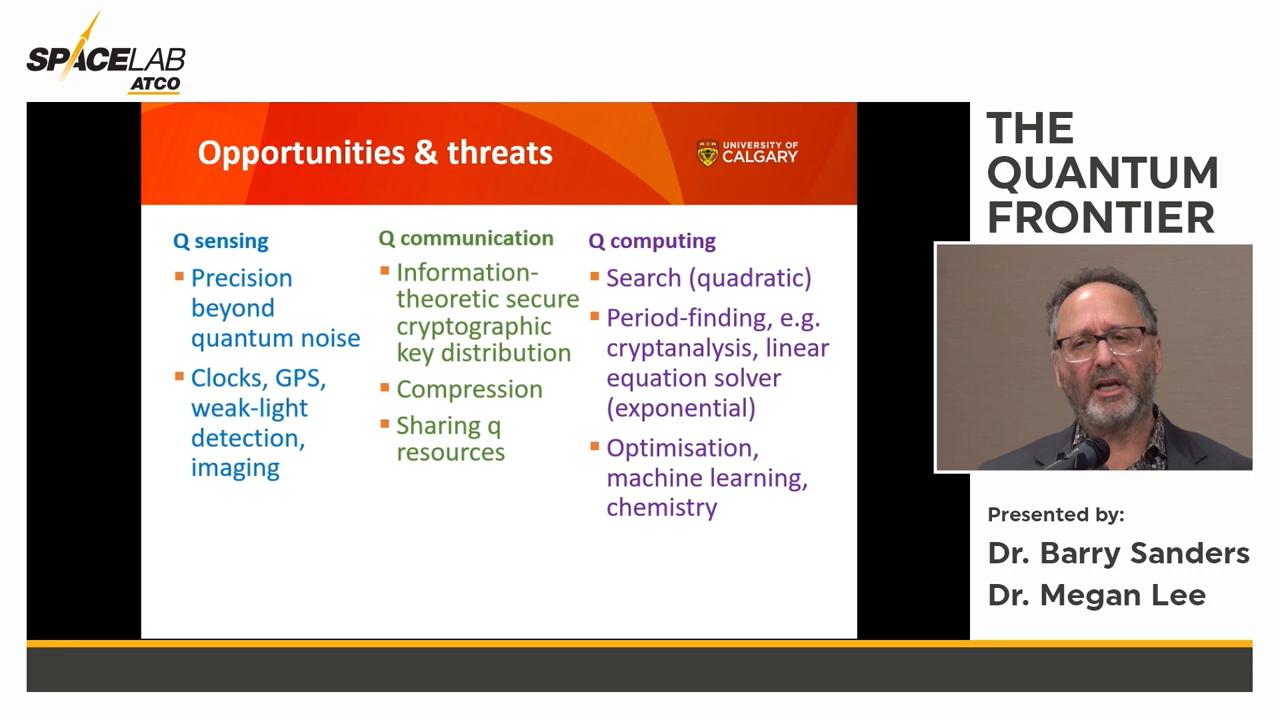 SPACELAB
ATCO
Opportunities & threats
UNIVERSITY OF
CALGARY
Q sensing
▪ Precision
beyond
quantum noise
▪ Clocks, GPS,
weak-light
detection,
imaging
Q communication
▪ Information-
theoretic secure
cryptographic
key distribution
▪ Compression
▪ Sharing q
resources
Q computing
▪ Search (quadratic)
▪ Period-finding, e.g.
cryptanalysis, linear
equation solver
(exponential)
▪ Optimisation,
machine learning,
chemistry
THE
QUANTUM
FRONTIER
Presented by:
Dr. Barry Sanders
Dr. Megan Lee